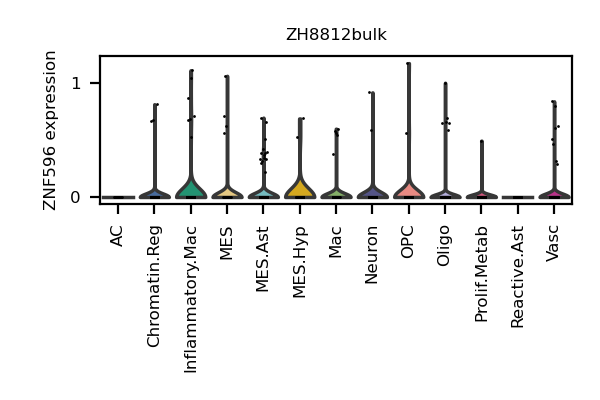 ZH8812bulk
ZNF596 expression
1
0
AC
Chromatin.Reg
Inflammatory.Mac
MES
MES.Ast
MES.Hyp
Mac
Neuron
OPC
Oligo
Prolif.Metab
Reactive.Ast
Vasc